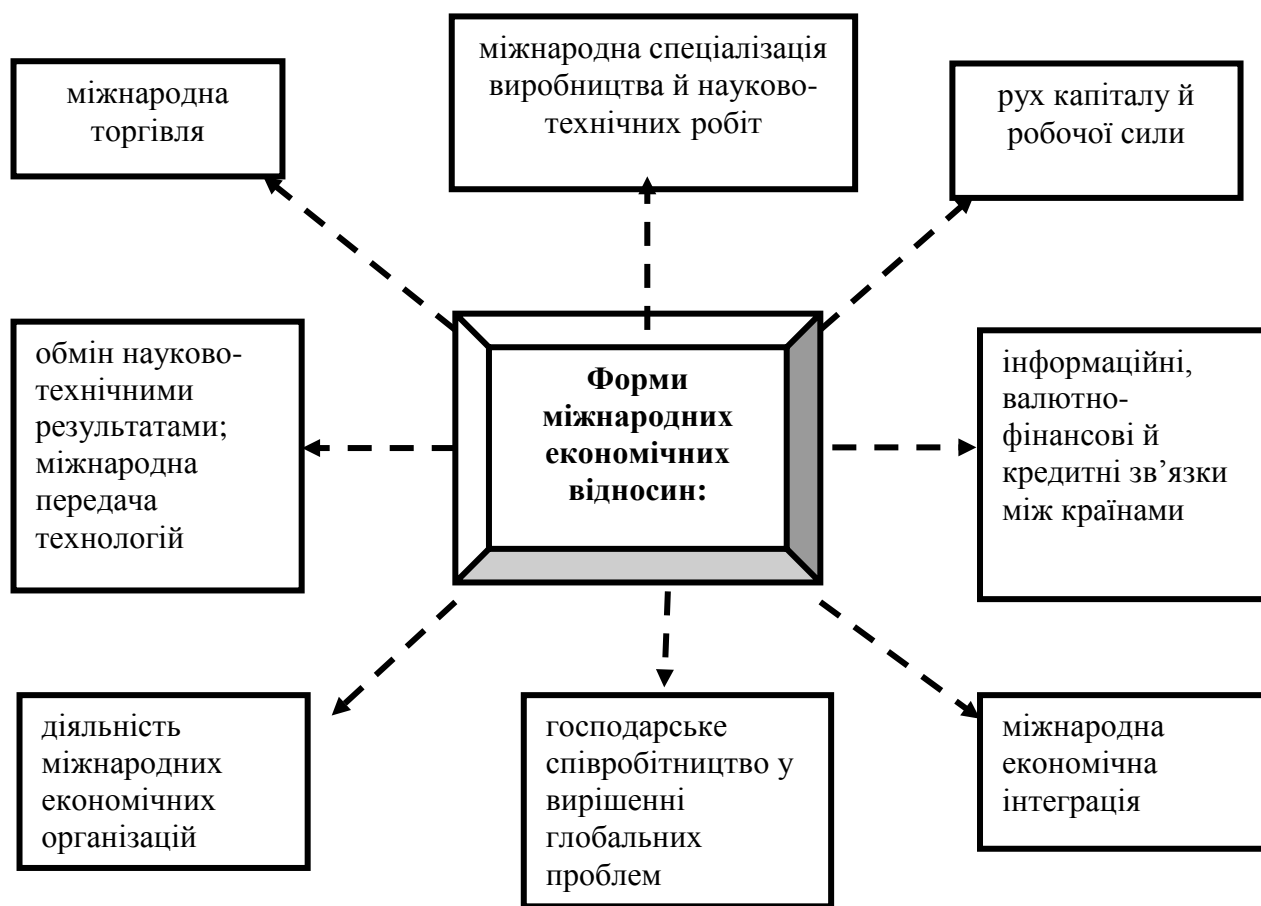 міжнародна
торгівля
міжнародна спеціалізація
виробництва й науково-
технічних робіт
рух капіталу й
робочої сили
обмін науково-
технічними
результатами;
міжнародна
передача
технологій
Форми
міжнародних
економічних
відносин:
інформаційні,
валютно-
фінансові й
кредитні зв’язки
між країнами
діяльність
міжнародних
економічних
організацій
господарське
співробітництво у
вирішенні
глобальних
проблем
міжнародна
економічна
інтеграція